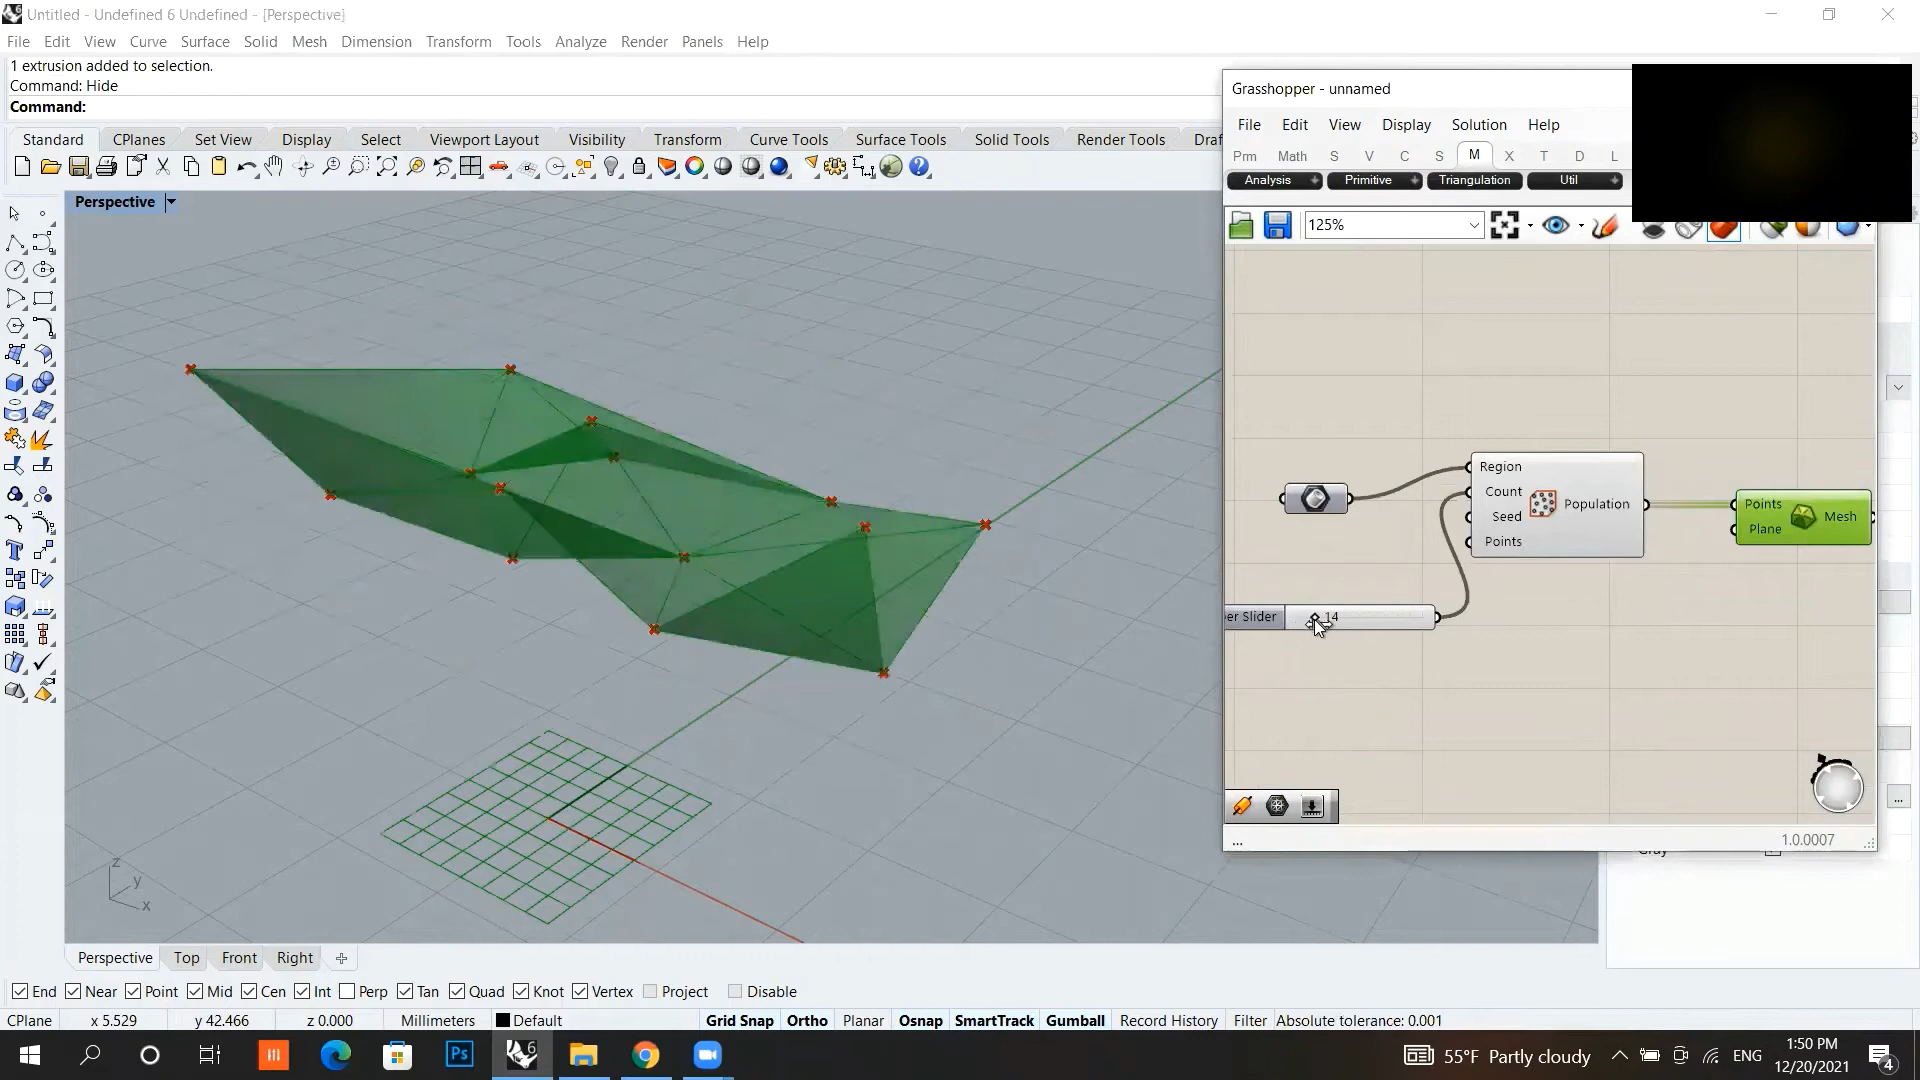 Untitled - Undefined 6 Undefined - [Perspective]
File Edit View Curve Surface Solid Mesh Dimension Transform Tools Analyze Render Panels Help
1 extrusion added to selection.
Command: Hide
Command:
Standard CPlanes Set View Display Select Viewport Layout Visibility Transform Curve Tools Surface Tools Solid Tools Mesh Tools Render Tools Draf
Perspective
Grasshopper - unnamed
File Edit View Display Solution Help
Prm Math S V C S M X T D L
Analysis Primitive Triangulation Util
125%
Region
Count
Seed
Points
Population
Points
Plane
Mesh
er Slider
14
...
1.0.0007
...
z
y
x
Perspective Top Front Right
End Near Point Mid Cen Int Perp Tan Quad Knot Vertex Project Disable
CPlane x 5.529 y 42.466 z 0.000 Millimeters Default Grid Snap Ortho Planar Osnap SmartTrack Gumball Record History Filter Absolute tolerance: 0.001
Ps
6
55°F Partly cloudy
ENG
1:50 PM
12/20/2021
4